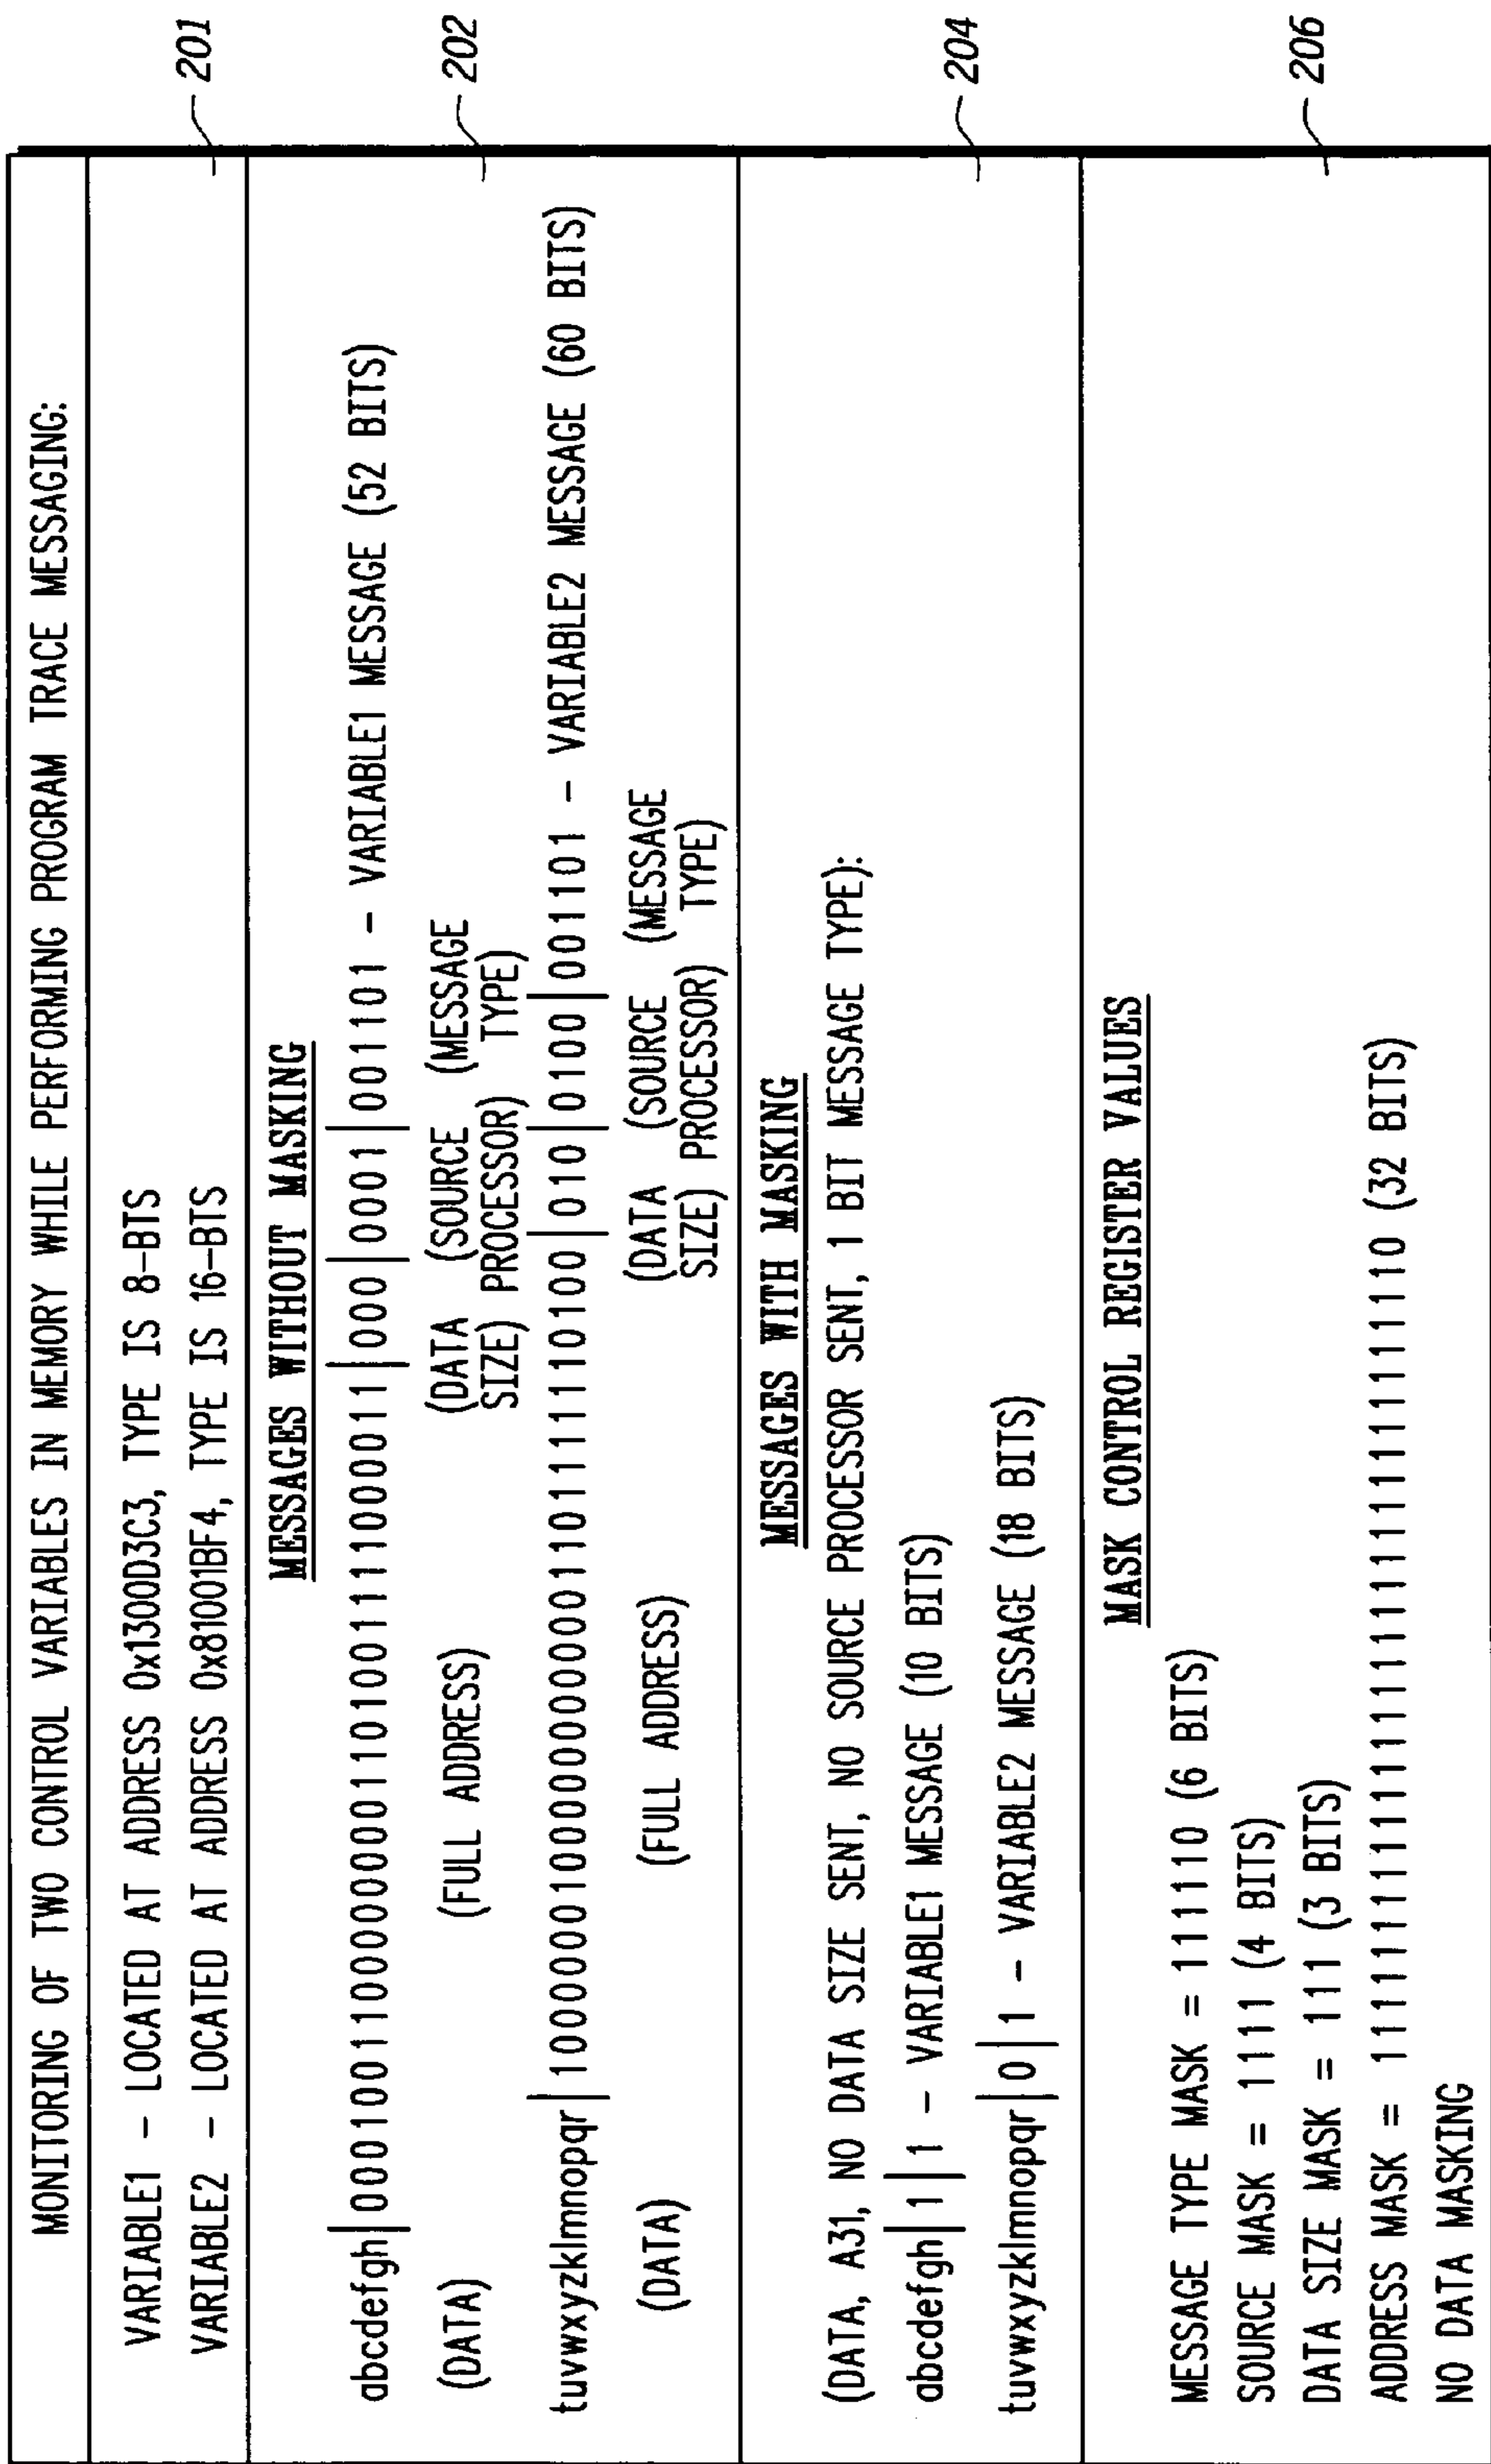 MONITORING OF TWO CONTROL VARIABLES IN MEMORY WHILE PERFORMING PROGRAM TRACE MESSAGING:
VARIABLE1 – LOCATED AT ADDRESS 0x1300D3C3, TYPE IS 8–BTS
VARIABLE2 – LOCATED AT ADDRESS 0x81001BF4, TYPE IS 16–BTS
201
MESSAGES WITHOUT MASKING
abcdefgh|00010011000000001101001111000011|000|0001|001101 – VARIABLE1 MESSAGE (52 BITS)
(DATA) (FULL ADDRESS) (DATA SIZE) (SOURCE PROCESSOR) (MESSAGE TYPE)
202
tuvwxyzklmnopqr|10000001000000000001101111110100|010|0100|001101 – VARIABLE2 MESSAGE (60 BITS)
(DATA) (FULL ADDRESS) (DATA SIZE) (SOURCE PROCESSOR) (MESSAGE TYPE)
MESSAGES WITH MASKING
(DATA, A31, NO DATA SIZE SENT, NO SOURCE PROCESSOR SENT, 1 BIT MESSAGE TYPE):
abcdefgh|1|1 – VARIABLE1 MESSAGE (10 BITS)
204
tuvwxyzklmnopqr|0|1 – VARIABLE2 MESSAGE (18 BITS)
MASK CONTROL REGISTER VALUES
MESSAGE TYPE MASK = 111110 (6 BITS)
SOURCE MASK = 1111 (4 BITS)
DATA SIZE MASK = 111 (3 BITS)
206
ADDRESS MASK = 11111111111111111111111111111110 (32 BITS)
NO DATA MASKING